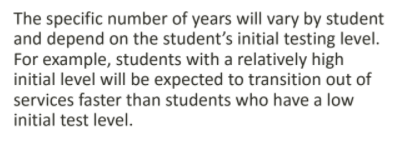 The specific number of years will vary by student
and depend on the student's initial testing level.
For example, students with a relatively high
initial level will be expected to transition out of
services faster than students who have a low
initial test level.